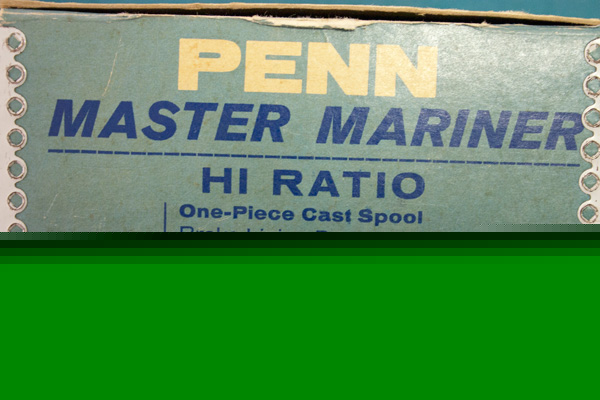 PENN
MASTER MARINER
HI RATIO
One-Piece Cast Spool